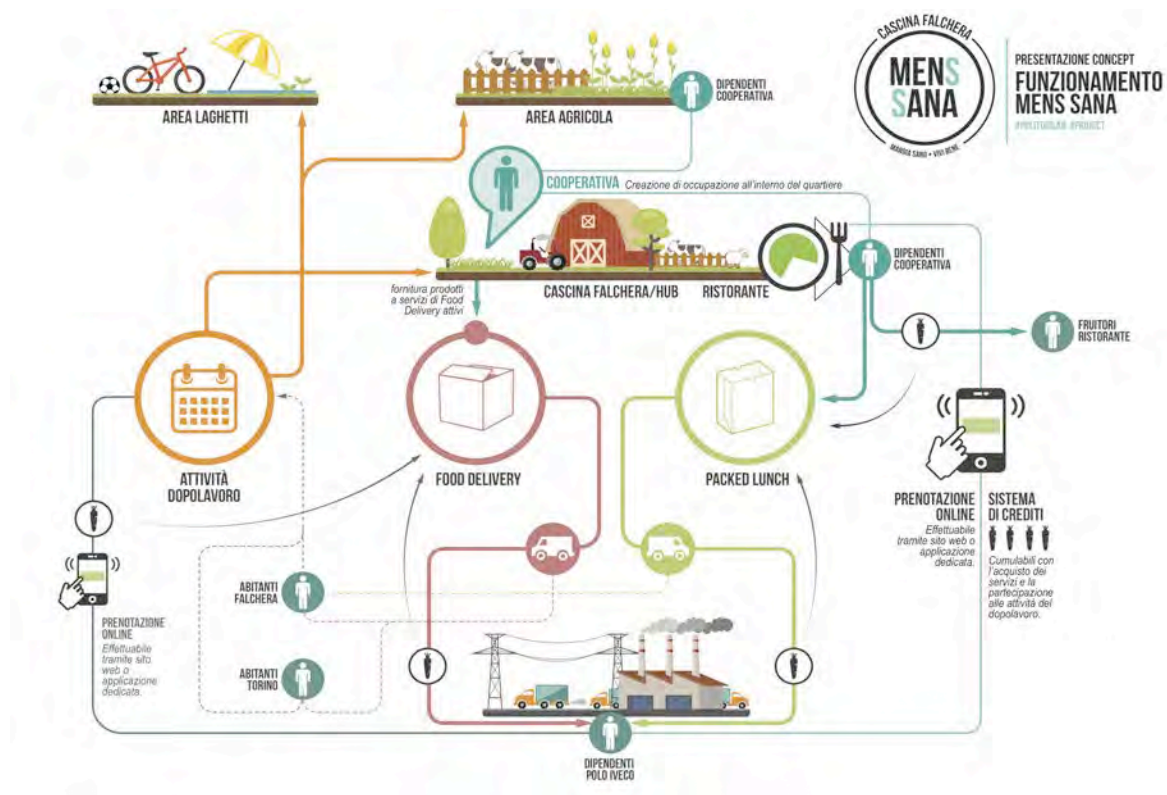 CASCINA FALCHERA
MENS
SANA
MANGIA SANO • VIVI BENE
PRESENTAZIONE CONCEPT
FUNZIONAMENTO
MENS SANA
AREA LAGHETTI
AREA AGRICOLA
DIPENDENTI
COOPERATIVA
COOPERATIVA Creazione di occupazione all'interno del quartiere
DIPENDENTI
COOPERATIVA
CASCINA FALCHERA/HUB
RISTORANTE
fornitura prodotti
a servizi di Food
Delivery attivi
FRUITORI
RISTORANTE
ATTIVITÀ
DOPOLAVORO
FOOD DELIVERY
PACKED LUNCH
PRENOTAZIONE
ONLINE
Effettuabile
tramite sito web o
applicazione
dedicata.
SISTEMA
DI CREDITI
Cumulabili con
l'acquisto dei
servizi e la
partecipazione
alle attività del
dopolavoro.
ABITANTI
FALCHERA
PRENOTAZIONE
ONLINE
Effettuabile
tramite sito
web o
applicazione
dedicata.
ABITANTI
TORINO
DIPENDENTI
POLO IVECO